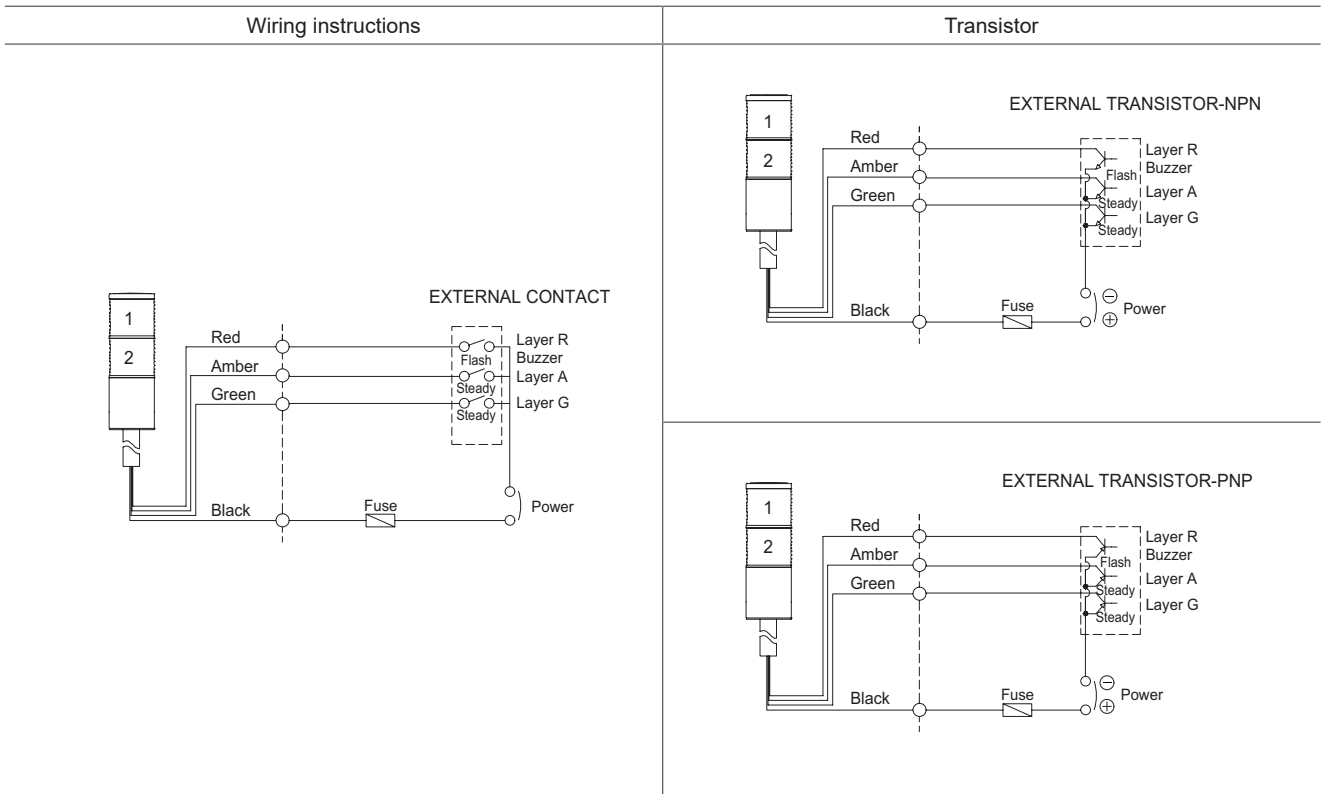 Wiring instructions
Transistor
1
2
EXTERNAL CONTACT
Red
Amber
Green
Black
Flash
Steady
Steady
Layer R
Buzzer
Layer A
Layer G
Fuse
Power
1
2
EXTERNAL TRANSISTOR-NPN
Red
Amber
Green
Black
Flash
Steady
Steady
Layer R
Buzzer
Layer A
Layer G
Fuse
⊖
⊕
Power
1
2
EXTERNAL TRANSISTOR-PNP
Red
Amber
Green
Black
Flash
Steady
Steady
Layer R
Buzzer
Layer A
Layer G
Fuse
⊖
⊕
Power